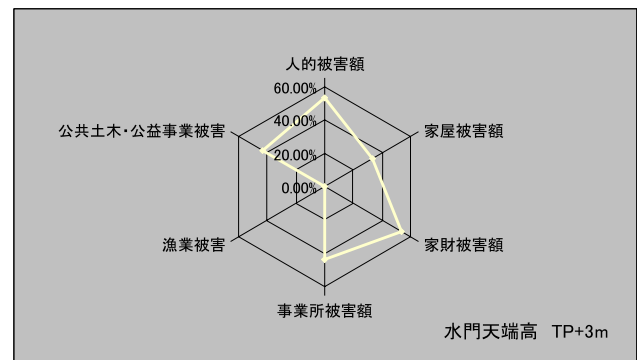 人的被害額
60.00%
公共土木・公益事業被害
40.00%
家屋被害額
20.00%
0.00%
漁業被害
家財被害額
事業所被害額
水門天端高 TP+3m